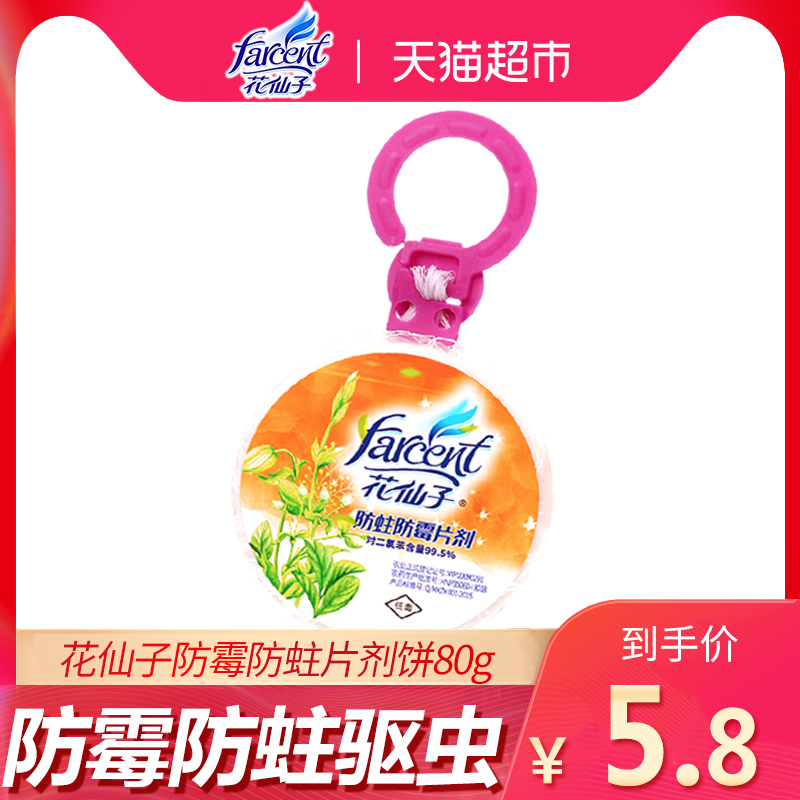 farcent
花仙子
天猫超市
farcent
花仙子®
防蛀防霉片剂
对二氯苯含量99.5%
低毒
花仙子防霉防蛀片剂饼80g
防霉防蛀驱虫
到手价
¥5.8